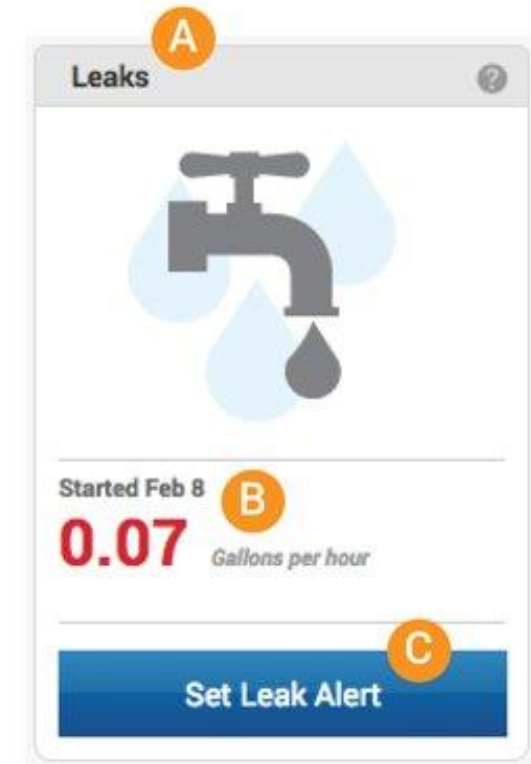 A
Leaks ?
Started Feb 8
B
0.07 Gallons per hour
C
Set Leak Alert